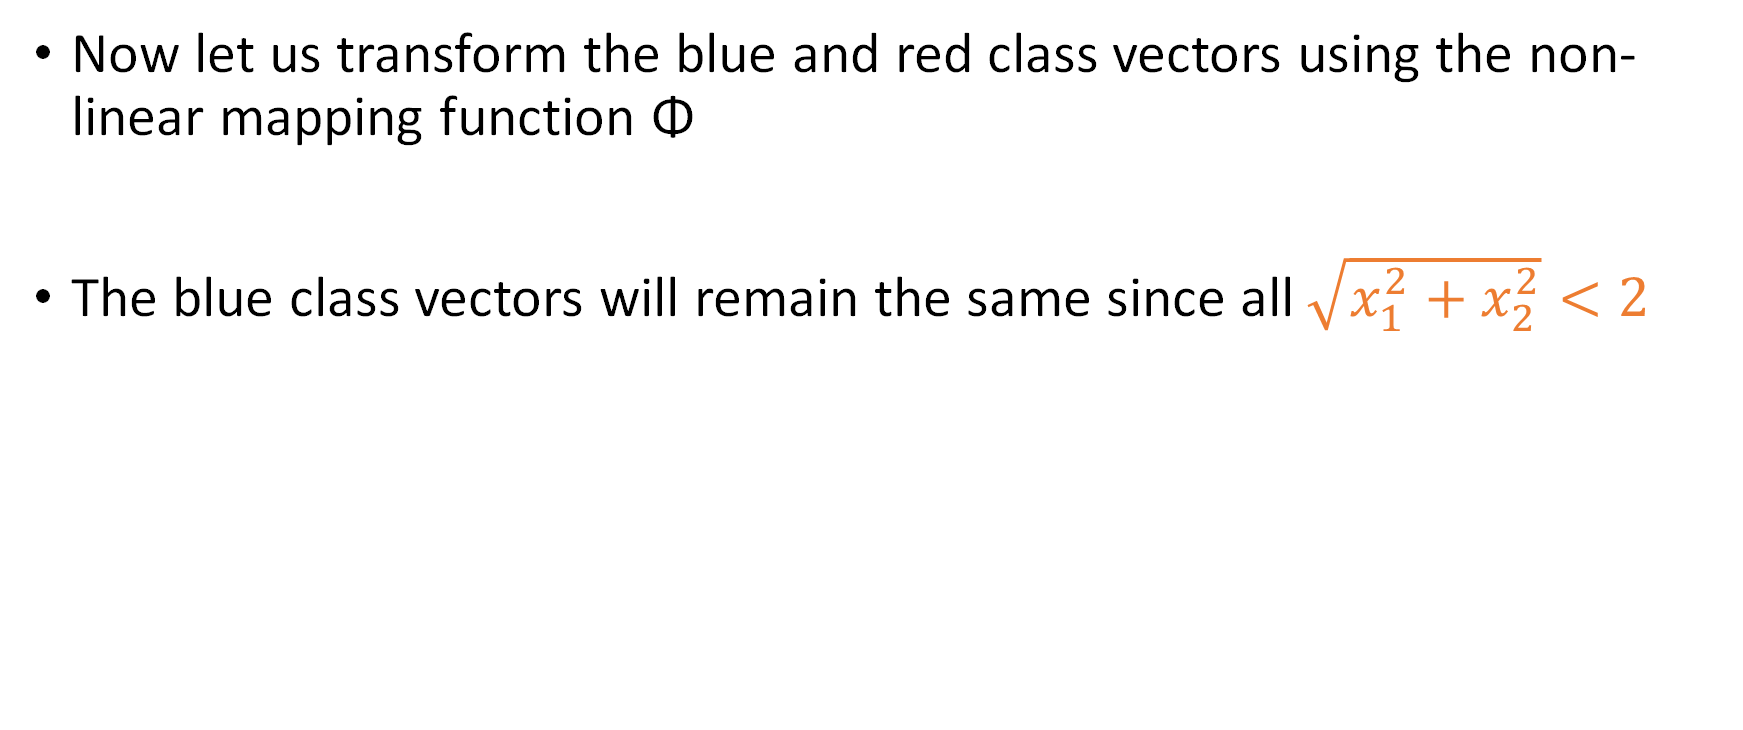 • Now let us transform the blue and red class vectors using the non-
linear mapping function Φ
• The blue class vectors will remain the same since all √(x₁² + x₂²) < 2